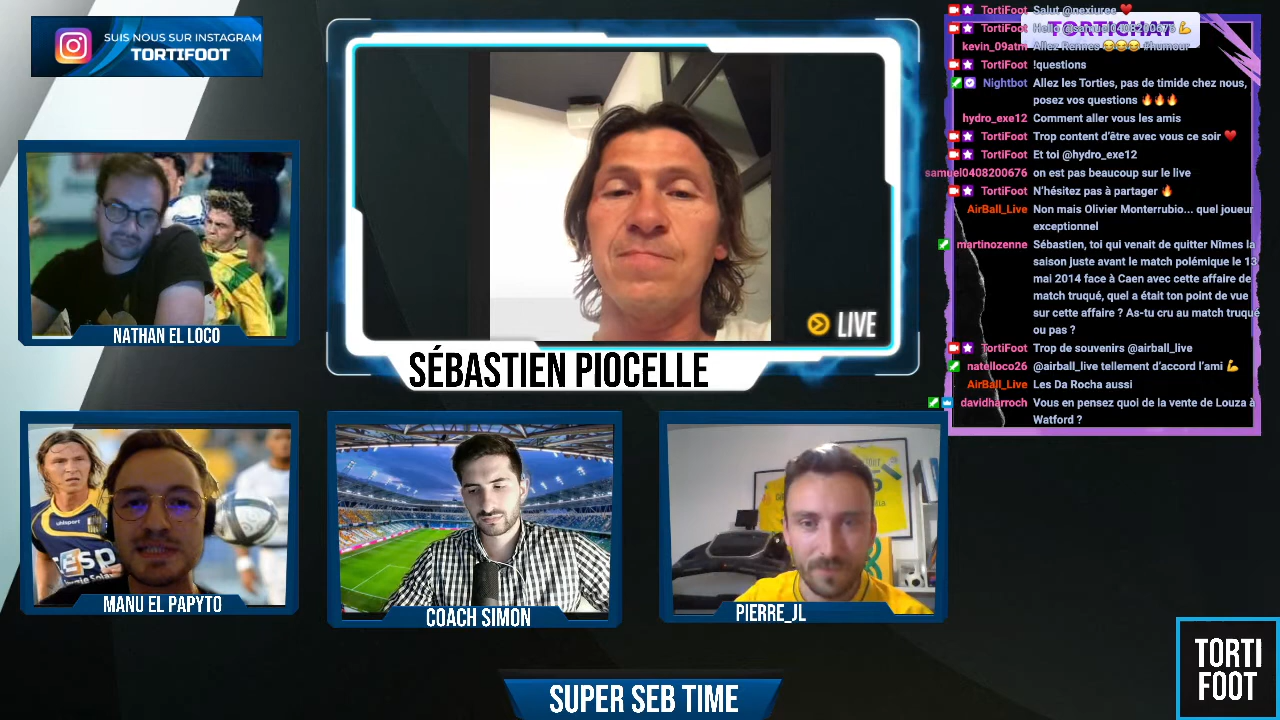 SUIS NOUS SUR INSTAGRAM
TORTIFOOT
NATHAN EL LOCO
LIVE
SÉBASTIEN PIOCELLE
uhlsport
MANU EL PAPYTO
COACH SIMON
PIERRE_JL
SUPER SEB TIME
TORTI
FOOT
TORTICHAT
TortiFoot Salut @nexiuree ❤️
TortiFoot Hello @samuel0408200676 💪
kevin_09atm Allez Rennes 😂😂😂 #humour
TortiFoot !questions
Nightbot Allez les Torties, pas de timide chez nous,
posez vos questions 🔥🔥🔥
hydro_exe12 Comment aller vous les amis
TortiFoot Trop content d'être avec vous ce soir ❤️
TortiFoot Et toi @hydro_exe12
samuel0408200676 on est pas beaucoup sur le live
TortiFoot N'hésitez pas à partager 🔥
AirBall_Live Non mais Olivier Monterrubio... quel joueur
exceptionnel
martinozenne Sébastien, toi qui venait de quitter Nîmes la
saison juste avant le match polémique le 13
mai 2014 face à Caen avec cette affaire de
match truqué, quel a était ton point de vue
sur cette affaire ? As-tu cru au match truqué
ou pas ?
TortiFoot Trop de souvenirs @airball_live
natelloco26 @airball_live tellement d'accord l'ami 💪
AirBall_Live Les Da Rocha aussi
davidharroch Vous en pensez quoi de la vente de Louza à
Watford ?